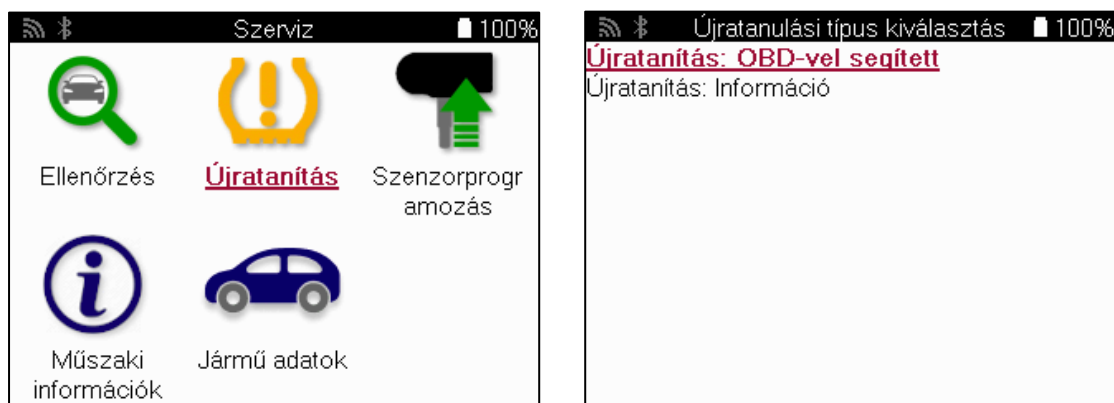 Szerviz
100%
Ellenőrzés
Újratanítás
Szenzorprogr
amozás
Műszaki
információk
Jármű adatok
Újratanulási típus kiválasztás
100%
Újratanítás: OBD-vel segített
Újratanítás: Információ